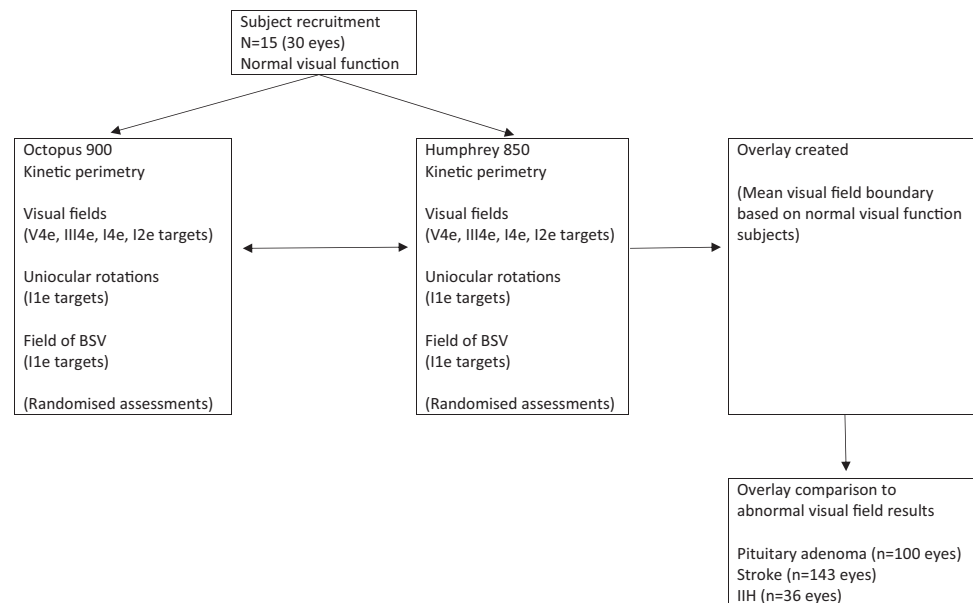 Subject recruitment
N=15 (30 eyes)
Normal visual function
Octopus 900
Kinetic perimetry
Visual fields
(V4e, III4e, I4e, I2e targets)
Uniocular rotations
(I1e targets)
Field of BSV
(I1e targets)
(Randomised assessments)
Humphrey 850
Kinetic perimetry
Visual fields
(V4e, III4e, I4e, I2e targets)
Uniocular rotations
(I1e targets)
Field of BSV
(I1e targets)
(Randomised assessments)
Overlay created
(Mean visual field boundary
based on normal visual function
subjects)
Overlay comparison to
abnormal visual field results
Pituitary adenoma (n=100 eyes)
Stroke (n=143 eyes)
IIH (n=36 eyes)